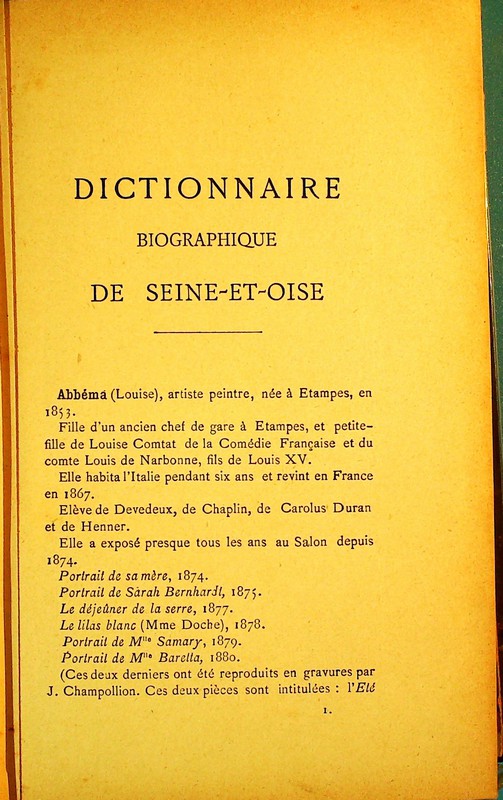 DICTIONNAIRE
BIOGRAPHIQUE
DE SEINE-ET-OISE
Abbéma (Louise), artiste peintre, née à Etampes, en
1853.
Fille d'un ancien chef de gare à Etampes, et petite-
fille de Louise Comtat de la Comédie Française et du
comte Louis de Narbonne, fils de Louis XV.
Elle habita l'Italie pendant six ans et revint en France
en 1867.
Elève de Devedeux, de Chaplin, de Carolus Duran
et de Henner.
Elle a exposé presque tous les ans au Salon depuis
1874.
Portrait de sa mère, 1874.
Portrait de Sarah Bernhardt, 1875.
Le déjeûner de la serre, 1877.
Le lilas blanc (Mme Doche), 1878.
Portrait de Mlle Samary, 1879.
Portrait de Mlle Baretta, 1880.
(Ces deux derniers ont été reproduits en gravures par
J. Champollion. Ces deux pièces sont intitulées : l'Eté
1.